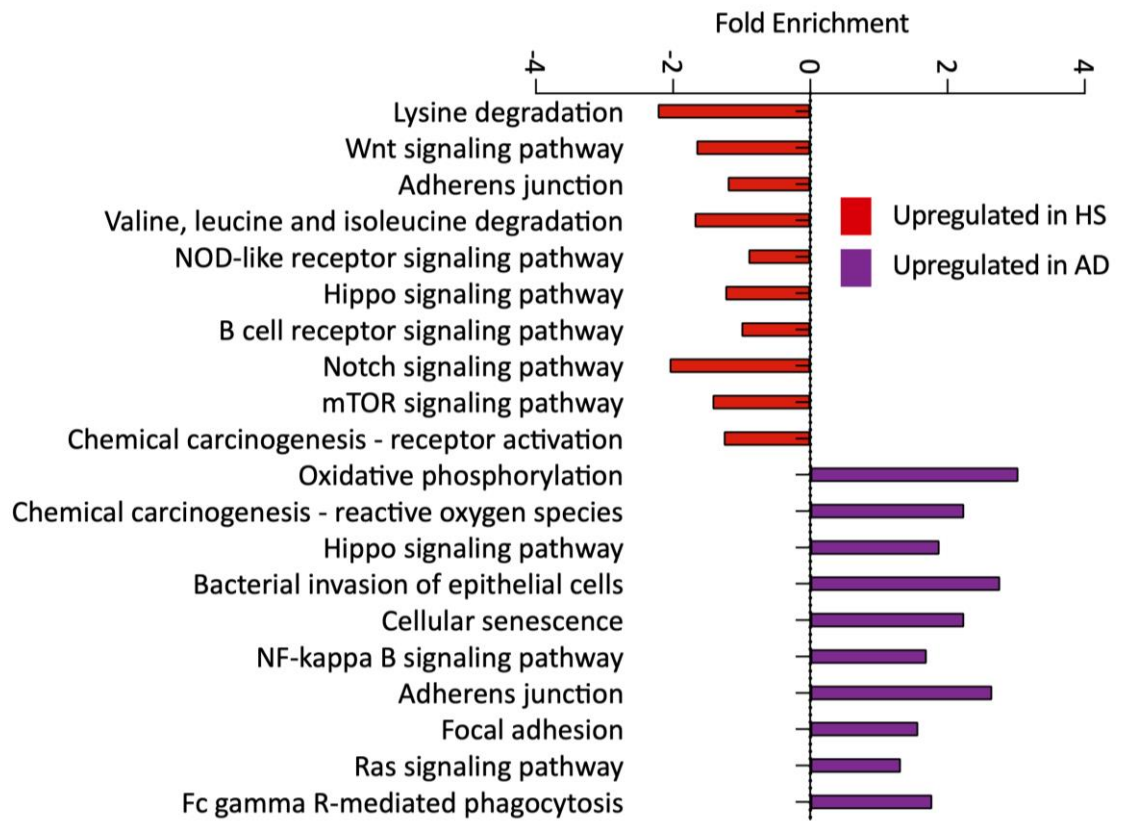 Fold Enrichment
-4 -2 0 2 4
Lysine degradation
Wnt signaling pathway
Adherens junction
Valine, leucine and isoleucine degradation
NOD-like receptor signaling pathway
Hippo signaling pathway
B cell receptor signaling pathway
Notch signaling pathway
mTOR signaling pathway
Chemical carcinogenesis - receptor activation
Oxidative phosphorylation
Chemical carcinogenesis - reactive oxygen species
Hippo signaling pathway
Bacterial invasion of epithelial cells
Cellular senescence
NF-kappa B signaling pathway
Adherens junction
Focal adhesion
Ras signaling pathway
Fc gamma R-mediated phagocytosis
Upregulated in HS
Upregulated in AD